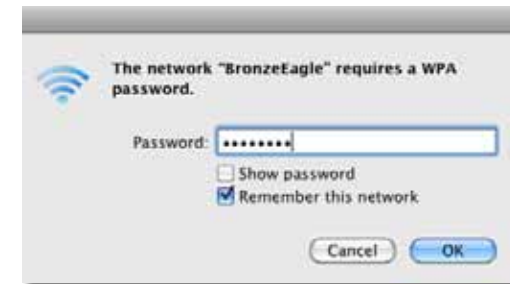 The network "BronzeEagle" requires a WPA
password.
Password: ••••••••
Show password
Remember this network
Cancel OK